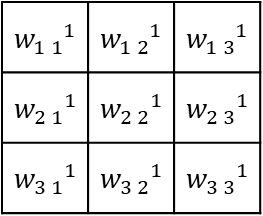 w₁ ₁¹ w₁ ₂¹ w₁ ₃¹
w₂ ₁¹ w₂ ₂¹ w₂ ₃¹
w₃ ₁¹ w₃ ₂¹ w₃ ₃¹